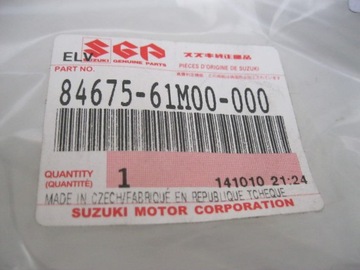 SGP スズキ純正部品
SUZUKI GENUINE PARTS PIECES D'ORIGINE DE SUZUKI
ELV
PART NO.
84675-61M00-000
QUANTITY
(QUANTITÉ) 1 141010 21:24
MADE IN CZECH/FABRIQUÉ EN REPUBLIQUE TCHEQUE
SUZUKI MOTOR CORPORATION